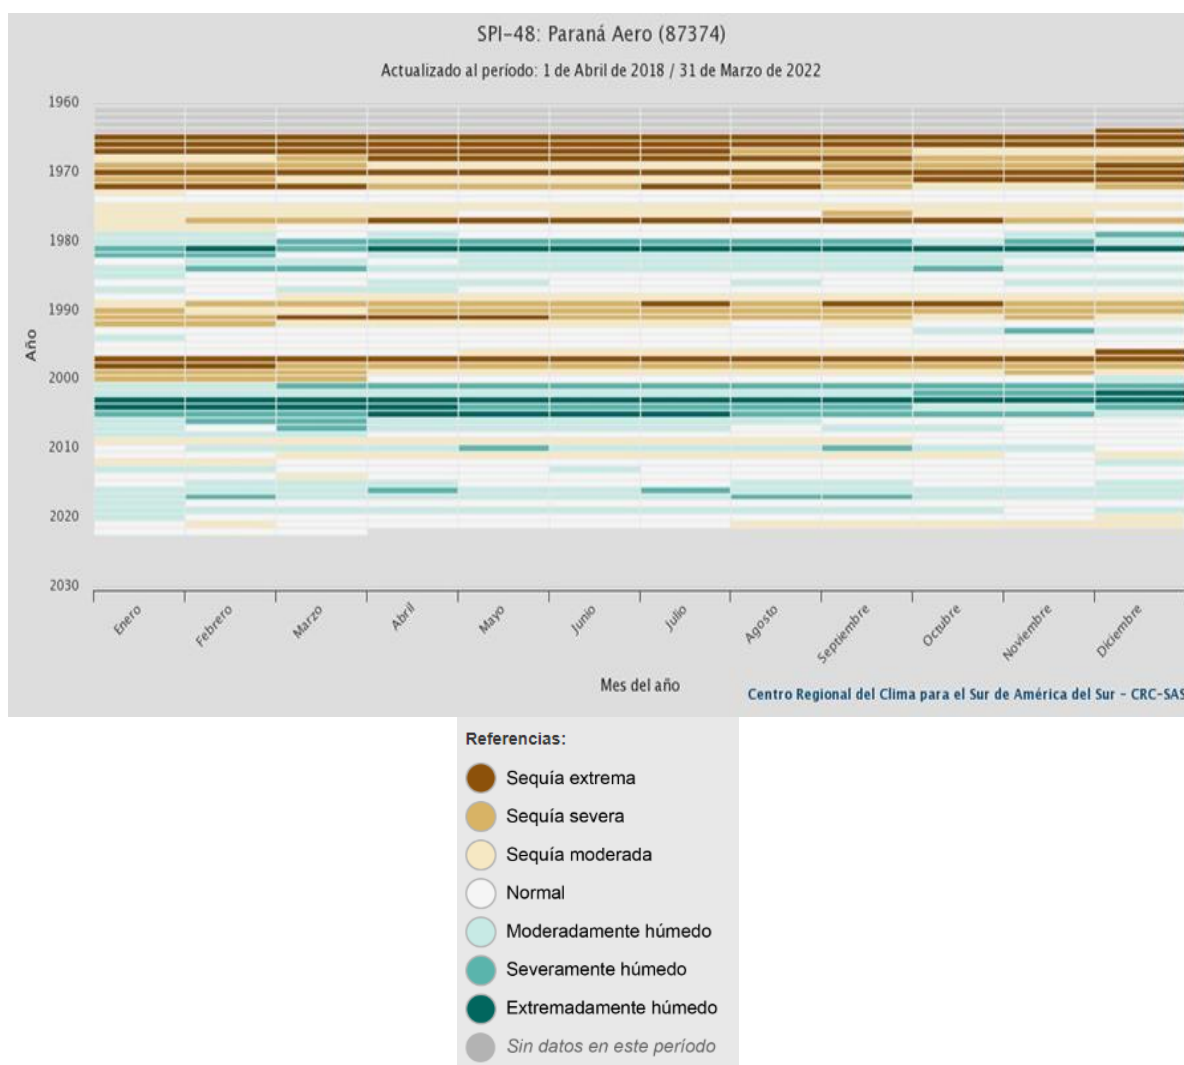 SPI-48: Paraná Aero (87374)
Actualizado al período: 1 de Abril de 2018 / 31 de Marzo de 2022
Año
1960
1970
1980
1990
2000
2010
2020
2030
Enero
Febrero
Marzo
Abril
Mayo
Junio
Julio
Agosto
Septiembre
Octubre
Noviembre
Diciembre
Mes del año
Centro Regional del Clima para el Sur de América del Sur - CRC-SAS
Referencias:
Sequía extrema
Sequía severa
Sequía moderada
Normal
Moderadamente húmedo
Severamente húmedo
Extremadamente húmedo
Sin datos en este período